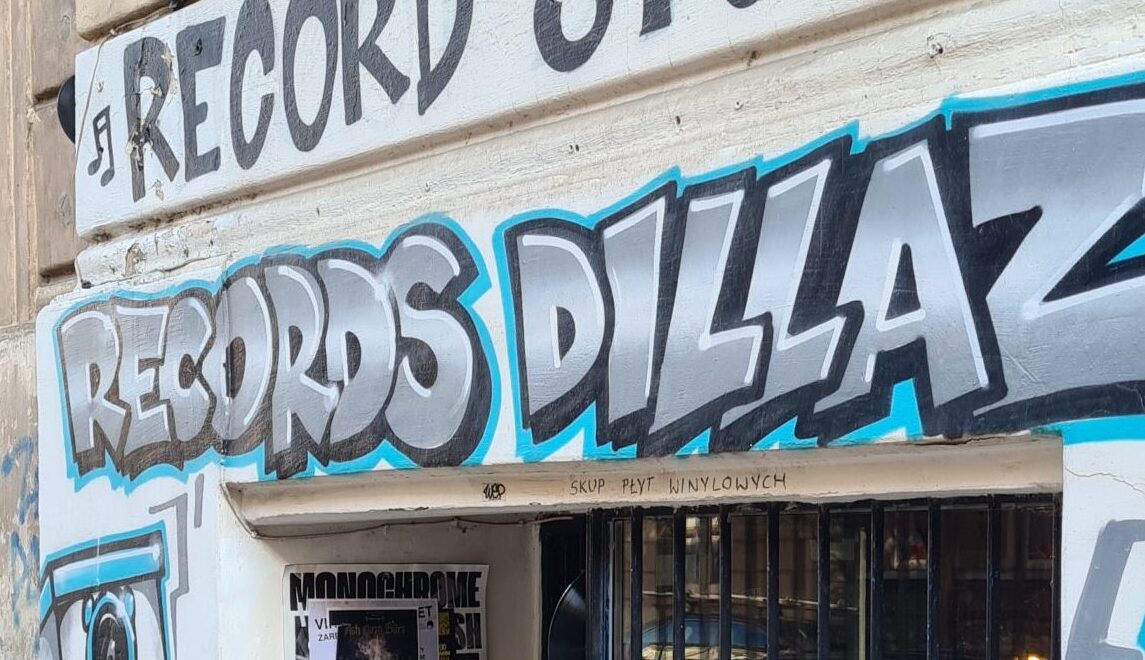 RECORD
RECORDS DILLAZ
SKUP PŁYT WINYLOWYCH
MONOCHROME